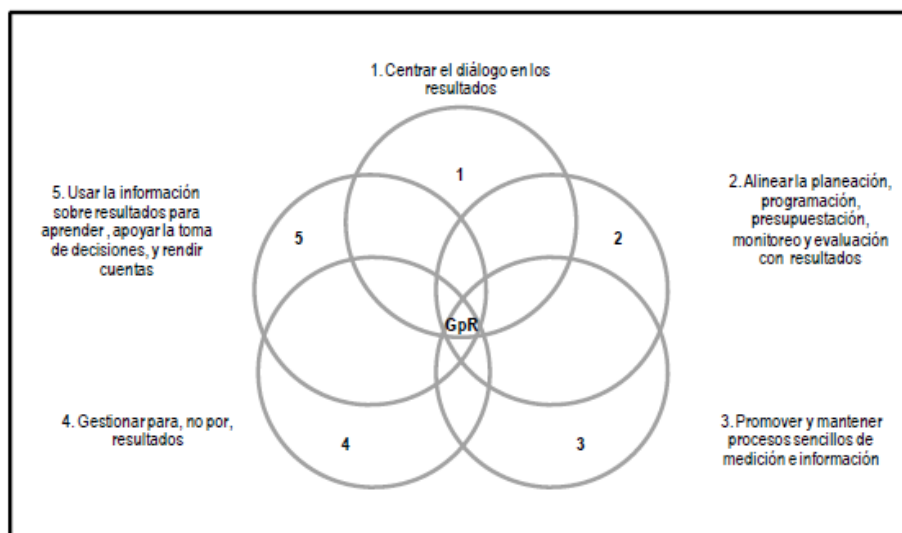 1. Centrar el diálogo en los
resultados
1
5. Usar la información
sobre resultados para
aprender, apoyar la toma
de decisiones, y rendir
cuentas
5
2
2. Alinear la planeación,
programación,
presupuestación,
monitoreo y evaluación
con resultados
GpR
4. Gestionar para, no por,
resultados
4
3
3. Promover y mantener
procesos sencillos de
medición e información